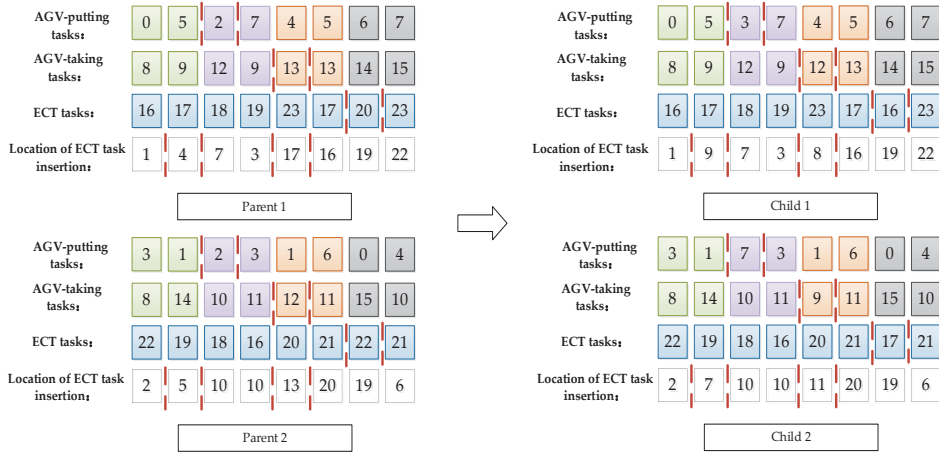 AGV-putting tasks: 0 5 2 7 4 5 6 7
AGV-taking tasks: 8 9 12 9 13 13 14 15
ECT tasks: 16 17 18 19 23 17 20 23
Location of ECT task insertion: 1 4 7 3 17 16 19 22
Parent 1
AGV-putting tasks: 3 1 2 3 1 6 0 4
AGV-taking tasks: 8 14 10 11 12 11 15 10
ECT tasks: 22 19 18 16 20 21 22 21
Location of ECT task insertion: 2 5 10 10 13 20 19 6
Parent 2
AGV-putting tasks: 0 5 3 7 4 5 6 7
AGV-taking tasks: 8 9 12 9 12 13 14 15
ECT tasks: 16 17 18 19 23 17 16 23
Location of ECT task insertion: 1 9 7 3 8 16 19 22
Child 1
AGV-putting tasks: 3 1 7 3 1 6 0 4
AGV-taking tasks: 8 14 10 11 9 11 15 10
ECT tasks: 22 19 18 16 20 21 17 21
Location of ECT task insertion: 2 7 10 10 11 20 19 6
Child 2